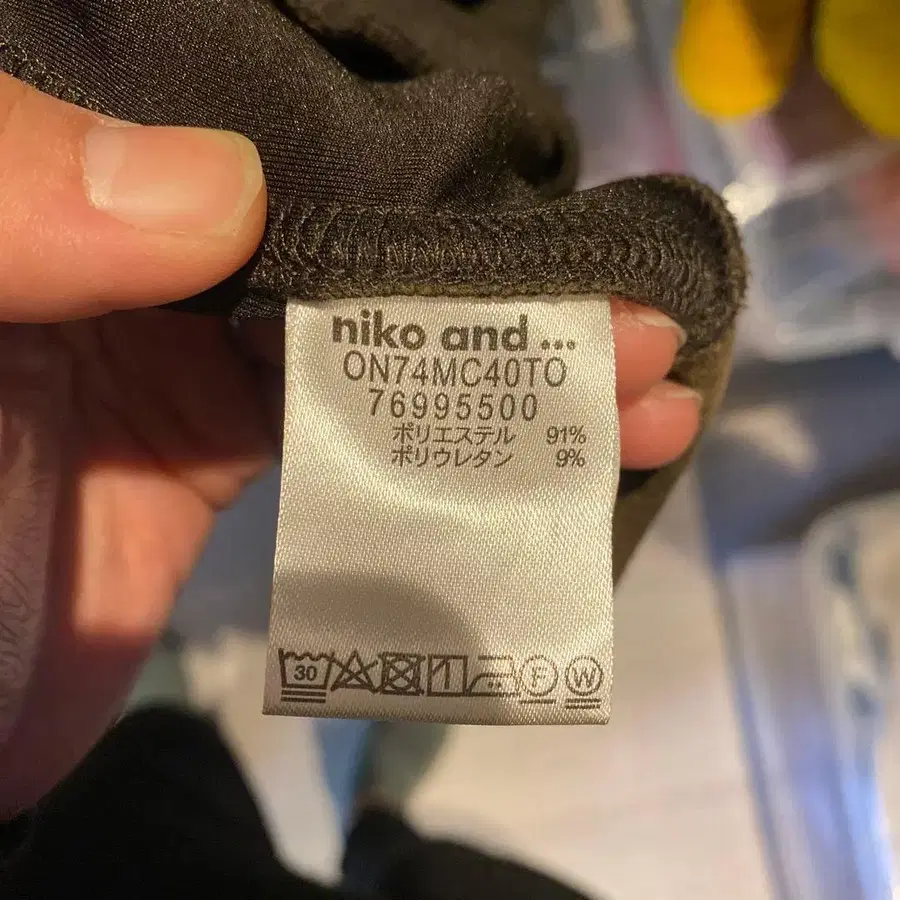 niko and ...
ON74MC40TO
76995500
ポリエステル 91%
ポリウレタン 9%
30 F W